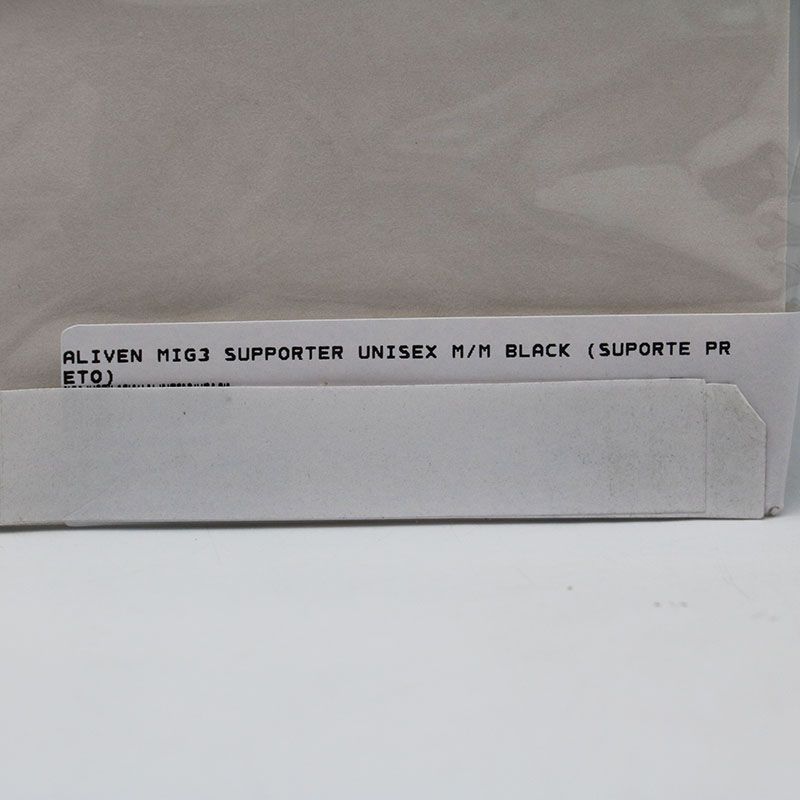 ALIVEN MIG3 SUPPORTER UNISEX M/M BLACK (SUPORTE PR
ETO)